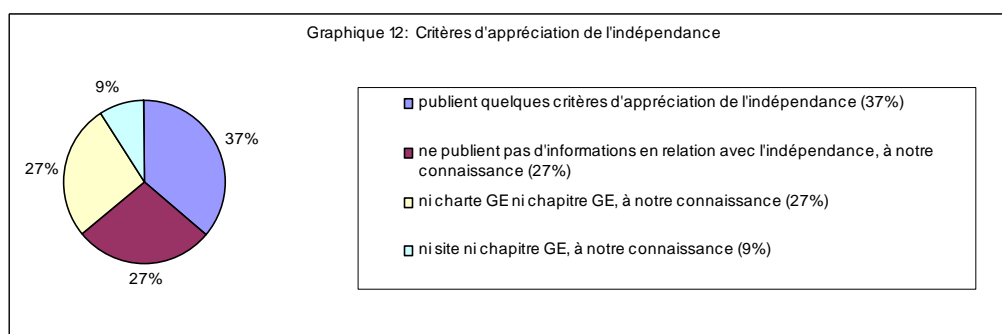 Graphique 12: Critères d'appréciation de l'indépendance
9%
37%
27%
27%
publient quelques critères d'appréciation de l'indépendance (37%)
ne publient pas d'informations en relation avec l'indépendance, à notre
connaissance (27%)
ni charte GE ni chapitre GE, à notre connaissance (27%)
ni site ni chapitre GE, à notre connaissance (9%)